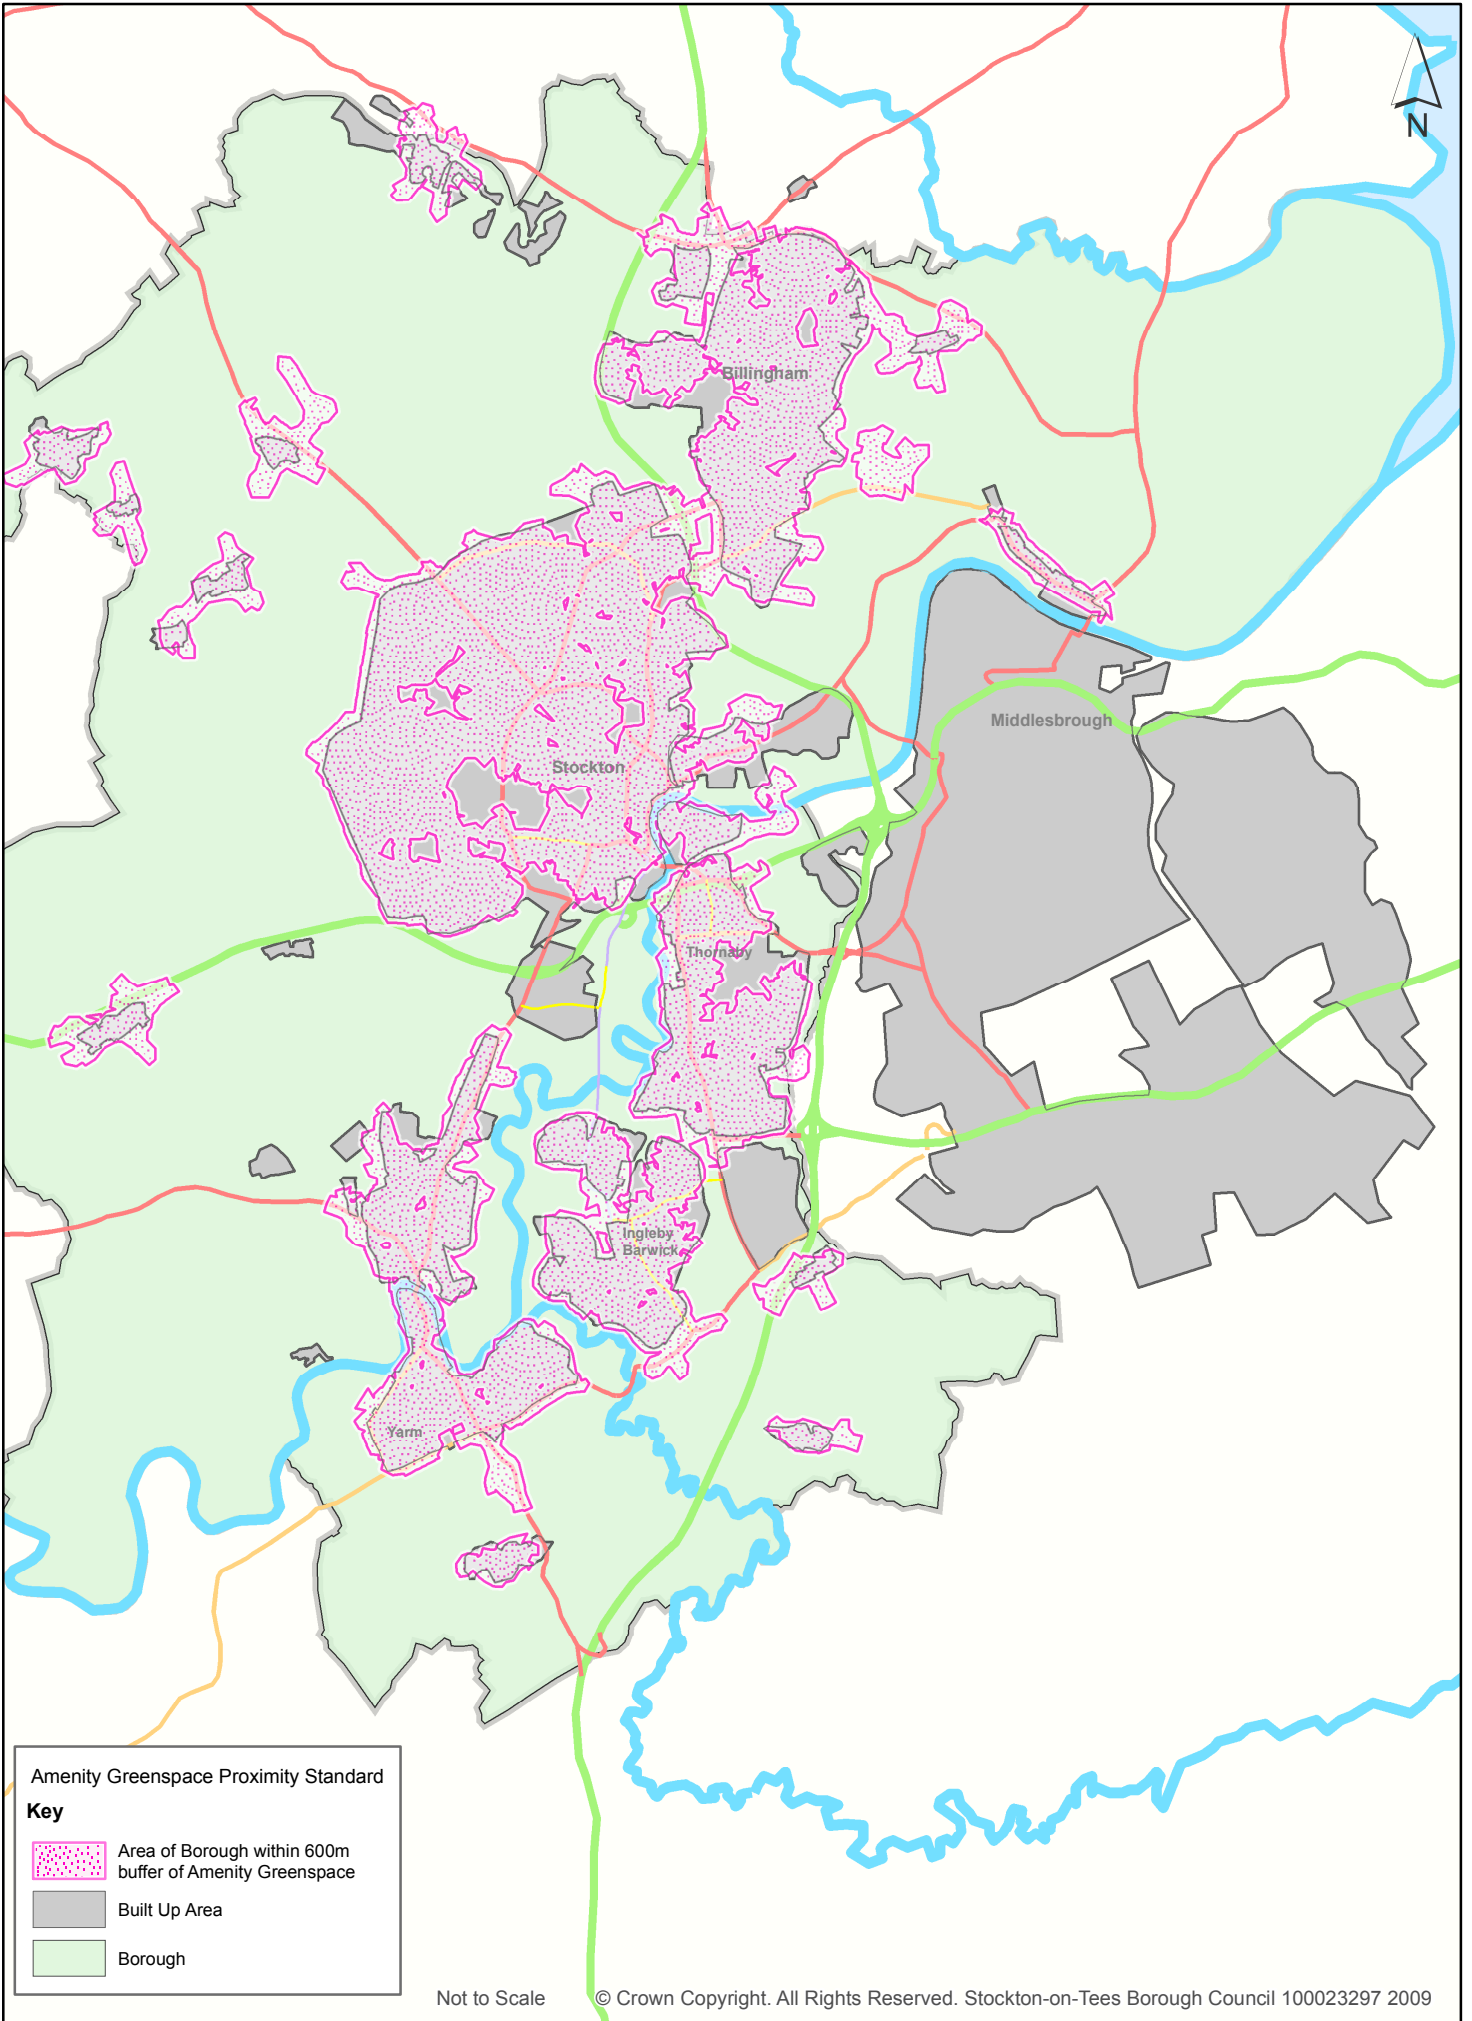 N
Billingham
Middlesbrough
Stockton
Thornaby
Ingleby
Barwick
Yarm
Amenity Greenspace Proximity Standard
Key
Area of Borough within 600m
buffer of Amenity Greenspace
Built Up Area
Borough
Not to Scale © Crown Copyright. All Rights Reserved. Stockton-on-Tees Borough Council 100023297 2009